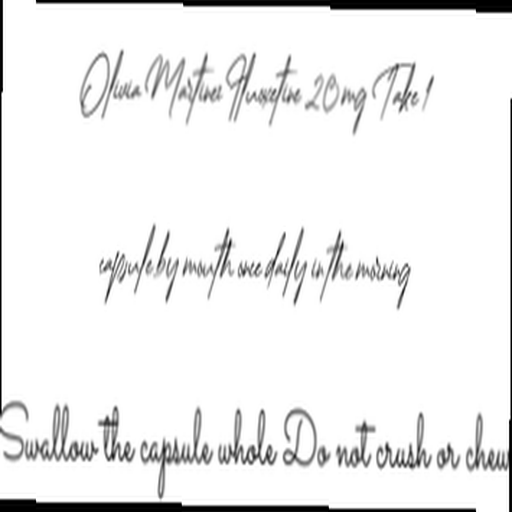 Olivia Martinez Fluoxetine 20mg Take 1
capsule by mouth once daily in the morning
Swallow the capsule whole Do not crush or chew